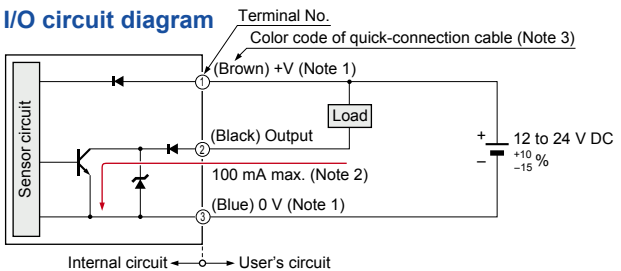 I/O circuit diagram
Terminal No.
Color code of quick-connection cable (Note 3)
1
(Brown) +V (Note 1)
Sensor circuit
Load
(Black) Output
2
+
12 to 24 V DC
+10
−15 %
−
100 mA max. (Note 2)
(Blue) 0 V (Note 1)
3
Internal circuit
User's circuit